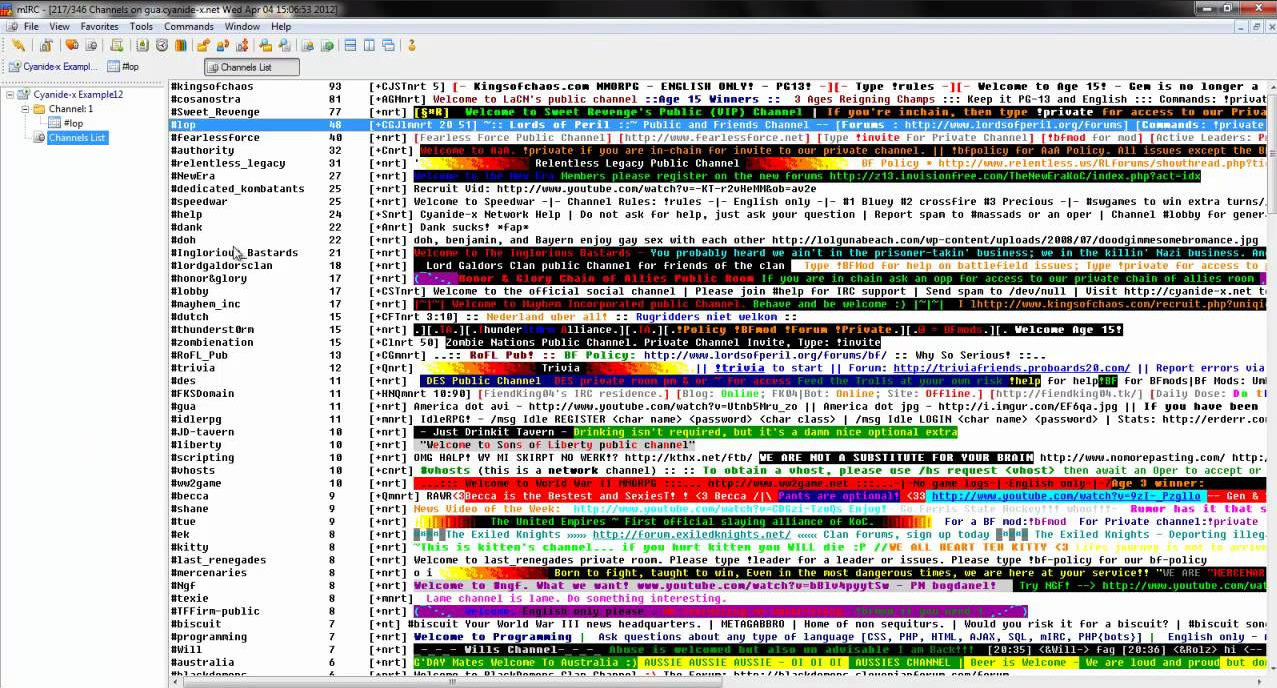 mIRC - [217/346 Channels on gua.cyanide-x.net Wed Apr 04 15:06:53 2012]
File View Favorites Tools Commands Window Help
Cyanide-x Exampl... #lop Channels List
Cyanide-x Example12
Channel: 1
#lop
Channels List
#kingsofchaos 93 [+CJSTnrt 5] [- Kingsofchaos MMORPG - ENGLISH ONLY! - PG13! -][- Type !rules -][- Welcome to Age 15! - Gem is no longer a
#cosanostra 81 [+AGMnrt] Welcome to LaCN's public channel ::Age 15 Winners :: 3 Ages Reigning Champs ::: Keep it PG-13 and English ::: Commands: !privat
#Sweet_Revenge 77 [+nrt] [§®R] Welcome to Sweet Revenge's Public (VIP) Channel | If you're inchain, then type !private for access to our Priva
#lop 48 [+CGJlmrt 20 51] ~:: Lords of Peril ::~ Public and Friends Channel -- [Forums : http://www.lordsofperil.org/forums] [Commands: !private
#fearlessforce 40 [+nrt] [Fearless Force Public Channel] [http://www.fearlessforce.net] [Type !invite For Private Channel] [!bfmod for mod] [Active Leaders: P
#authority 32 [+Cnrt] Welcome to AaA. !private if you are in-chain for invite to our private channel. || !bfpolicy for AaA Policy. All issues except the B
#relentless_legacy 31 [+nrt] Relentless Legacy Public Channel BF Policy * http://www.relentless.us/RLforums/showthread.php?ti
#NewEra 27 [+nrt] Welcome to the New Era Members please register on the new forums http://z13.invisionfree.com/TheNewEraKoC/index.php?act=idx
#dedicated_kombatants 25 [+nrt] Recruit Vid: http://www.youtube.com/watch?v=-KT-r2vHeMM&ob=av2e
#speedwar 25 [+nrt] Welcome to Speedwar -|- Channel Rules: !rules -|- English only -|- #1 Bluey #2 crossfire #3 Precious -|- #swgames to win extra turns/
#help 24 [+Snrt] Cyanide-x Network Help | Do not ask for help, just ask your question | Report spam to #massads or an oper | Channel #lobby for gener
#dank 22 [+Anrt] Dank sucks! *fap*
#doh 22 [+nrt] doh, benjamin, and Bayern enjoy gay sex with each other http://lolgunabeach.com/wp-content/uploads/2008/07/doodgimmesomebromance.jpg
#Inglorious_Bastards 21 [+nrt] Welcome to The Inglorious Bastards - You probably heard we ain't in the prisoner-takin' business; we in the killin' Nazi business. An
#lordgaldorsclan 18 [+nrt] Lord Galdors Clan public Channel for friends of the clan Type !BFMod for help on battlefield issues; Type !private for access to
#honor&glory 17 [+nrt] Honor & Glory Chain of Allies Public Room If you are in chain ask an opp for access to our private chain of allies room
#lobby 17 [+STnrt] Welcome to the official social channel | Please join #help for IRC support | Send spam to /dev/null | Visit http://cyanide-x.net t
#mayhem_inc 17 [+nrt] |~|~| Welcome to Mayhem Incorporated public Channel. Behave and be welcome :) |~|~| I lhttp://www.kingsofchaos.com/recruit.php?uniqi
#dutch 15 [+CFTnrt 3:10] :: Nederland uber all! :: Rugridders niet welkom ::
#thunderst0rm 15 [+nrt] .][.TA.][.Thunderst0rm Alliance.][.TA.][.!Policy !BFmod !Forum !Private.][.@ = BFmods.][. Welcome Age 15!
#zombienation 15 [+Clnrt 50] Zombie Nations Public Channel. Private Channel Invite, Type: !invite
#RoFL_Pub 13 [+CGmnrt] ..:: RoFL Pub! :: BF Policy: http://www.lordsofperil.org/forums/bf/ :: Why So Serious! ::..
#trivia 12 [+Qnrt] Trivia || !trivia to start || Forum: http://triviafriends.proboards20.com/ || Report errors via
#des 11 [+nrt] DES Public Channel DES private room pm & or ~ for access Feed the Trolls at your own risk !help for help !BF for BFmods|BF Mods: Um
#FKSDomain 11 [+HNQmnrt 10:90] [FiendKing04's IRC residence.] [Blog: Online; FK04|Bot: Online; Site: Offline.] [http://fiendking04.tk/] [Daily Dose: Do t
#gua 11 [+nrt] America dot avi - http://www.youtube.com/watch?v=Utnb5Mru_zo || America dot jpg - http://i.imgur.com/EF6qa.jpg || If you have been
#idlerpg 11 [+mnrt] IdleRPG! - /msg Idle REGISTER <char name> <password> <char class> | /msg Idle LOGIN <char name> <password> | Stats: http://erderr.co
#JD-tavern 10 [+nrt] - Just Drinkit Tavern - Drinking isn't required, but it's a damn nice optional extra
#liberty 10 [+nrt] "Welcome to Sons of Liberty public channel"
#scripting 10 [+nrt] OMG HALP! WY MI SKIRPT NO WERK!? http://kthx.net/ftb/ WE ARE NOT A SUBSTITUTE FOR YOUR BRAIN http://www.nomorepasting.com/ http:
#vhosts 10 [+cnrt] #vhosts (this is a network channel) :: :: To obtain a vhost, please use /hs request <vhost> then await an Oper to accept or
#ww2game 10 [+nrt] ...::: Welcome to World War II MMORPG :::... http://www.ww2game.net :::...-|-No game logs-|-English only-|-/Age 3 winner:
#becca 9 [+Qmnrt] RAWR<3Becca is the Bestest and SexiesT! ! <3 Becca /|\ Pants are optional! <33 http://www.youtube.com/watch?v=9zI-_Pzgllo -- Gen &
#shane 9 [+nrt] News Video of the Week: http://www.youtube.com/watch?v=CDGzi-TzvQs Enjoy! Go Ferris State Hockey!!! whoo!!!- Rumor has it that s
#tue 9 [+nrt] The United Empires ~ First official slaying alliance of KoC. For a BF mod:!bfmod For Private channel:!private
#ek 8 [+nrt] The Exiled Knights »»»» http://forum.exiledknights.net/ ««««« Clan forums, sign up today The Exiled Knights - Deporting illeg
#kitty 8 [+nrt] ~This is kitten's channel... if you hurt kitten you WILL die :P //WE ALL HEART TEH KITTY <3 Lifes journey is not to arrive
#last_renegades 8 [+nrt] Welcome to last_renegades private room. Please type !leader for a leader or issues. Please type !bf-policy for our bf-policy
#mercenaries 8 [+nrt] o i Born to fight, taught to win, Even in the most dangerous times, we are here at your service!! "WE ARE "MERCENAR
#Ngf 8 [+nrt] Welcome to #ngf. What we want! www.youtube.com/watch?v=bBlv4pyytSw - PM bogdanel! Try NGF! --> http://www.youtube.com/wat
#texie 8 [+mnrt] Lame channel is lame. Do something interesting.
#TFFirm-public 8 [+nrt] Welcome. English only please
#biscuit 7 [+nrt] #biscuit Your World War III news headquarters. | METAGABBRO | Home of non sequiturs. | Would you risk it for a biscuit? | #biscuit son
#programming 7 [+nrt] Welcome to Programming | Ask questions about any type of language [CSS, PHP, HTML, AJAX, SQL, mIRC, PHP{bots}] | English only -
#Will 7 [+nrt] -_-_-_- Wills Channel-_-_-_ Abuse is welcomed but also un advisable I am Back!!! [20:35] <&Will-> fag [20:36] <&Rolz> hi <--
#australia 6 [+nrt] G'DAY Mates Welcome To Australia :) AUSSIE AUSSIE AUSSIE - OI OI OI AUSSIES CHANNEL | Beer is Welcome - We are loud and proud but do
#blackdemons 6 [+nrt] Welcome to BlackDemons Clan Channel :) The Forum: